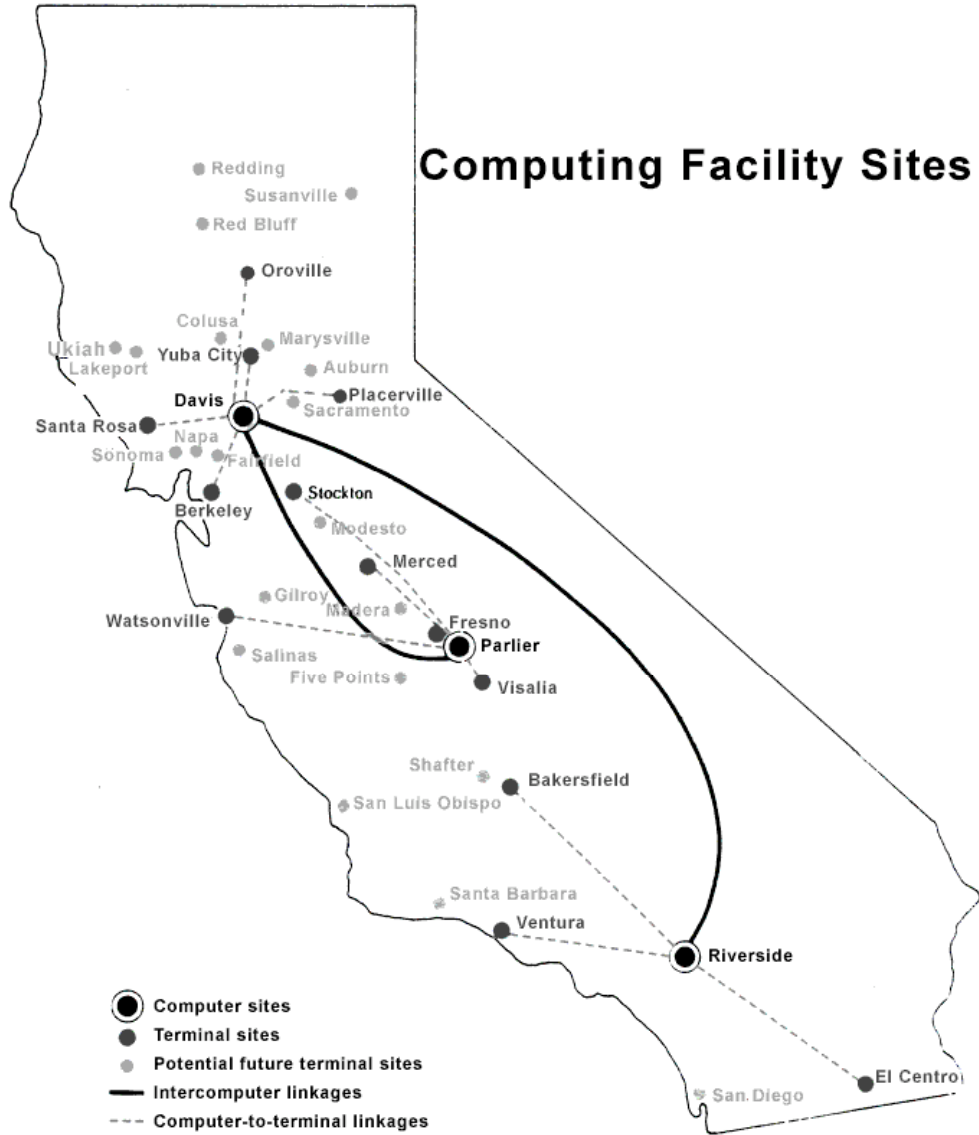 Computing Facility Sites
Redding
Susanville
Red Bluff
Oroville
Colusa
Marysville
Ukiah
Yuba City
Lakeport
Auburn
Placerville
Davis
Sacramento
Santa Rosa
Napa
Sonoma
Fairfield
Stockton
Berkeley
Modesto
Merced
Gilroy
Madera
Watsonville
Fresno
Parlier
Salinas
Five Points
Visalia
Shafter
Bakersfield
San Luis Obispo
Santa Barbara
Ventura
Riverside
Computer sites
Terminal sites
Potential future terminal sites
El Centro
Intercomputer linkages
San Diego
Computer-to-terminal linkages